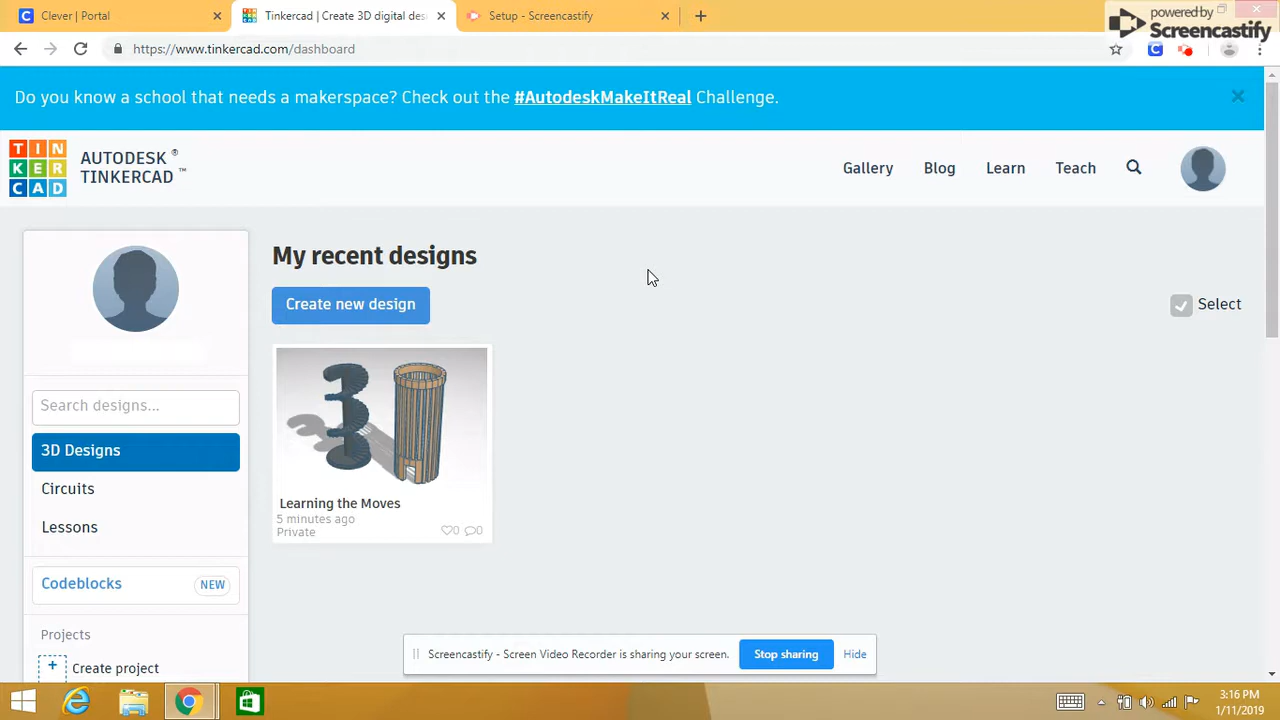 Clever | Portal
Tinkercad | Create 3D digital des
Setup - Screencastify
powered by
Screencastify
https://www.tinkercad.com/dashboard
Do you know a school that needs a makerspace? Check out the #AutodeskMakeItReal Challenge.
TIN
KER
CAD
AUTODESK ®
TINKERCAD ™
Gallery
Blog
Learn
Teach
My recent designs
Create new design
Select
Search designs...
3D Designs
Circuits
Lessons
Codeblocks
NEW
Projects
Create project
Learning the Moves
5 minutes ago
Private
0
0
Screencastify - Screen Video Recorder is sharing your screen.
Stop sharing
Hide
3:16 PM
1/11/2019